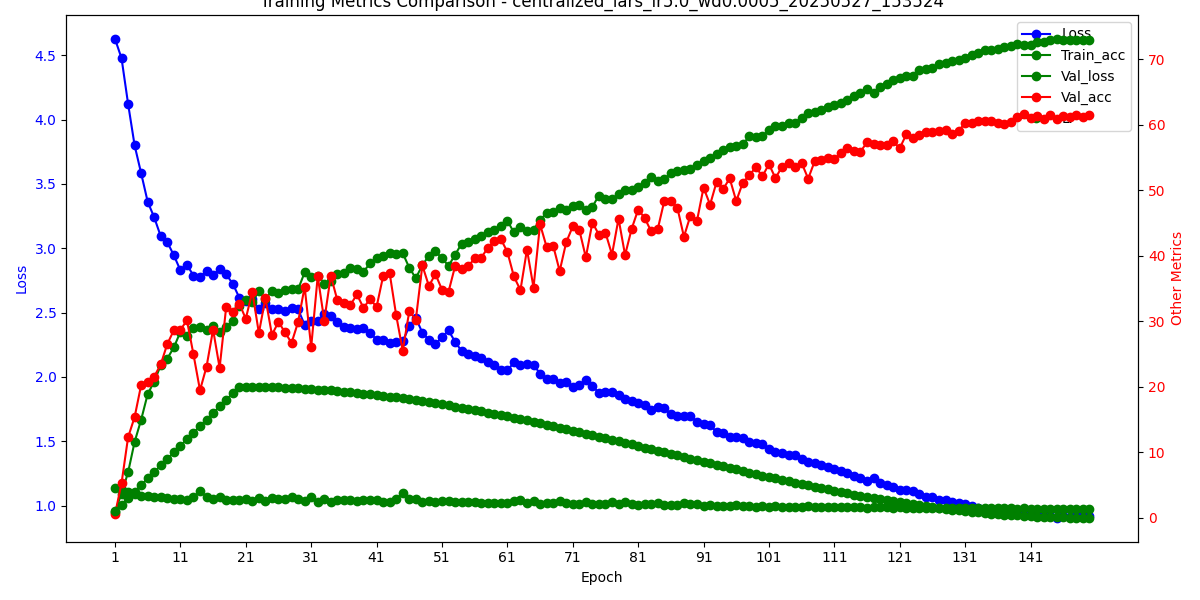 Training Metrics Comparison - centralized_lars_lr5.0_wd0.0005_20250527_153524
Loss
Train_acc
Val_loss
Val_acc
4.5
4.0
3.5
3.0
2.5
2.0
1.5
1.0
Loss
70
60
50
40
30
20
10
0
Other Metrics
1 11 21 31 41 51 61 71 81 91 101 111 121 131 141
Epoch